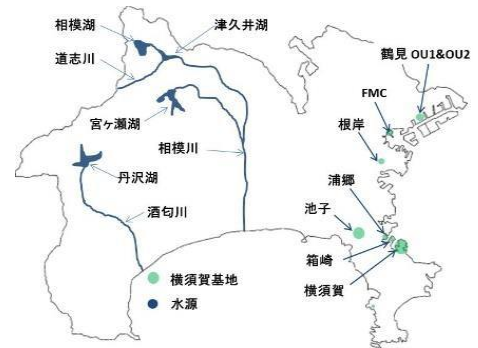 相模湖
津久井湖
道志川
鶴見 OU1&OU2
FMC
宮ヶ瀬湖
根岸
相模川
丹沢湖
浦郷
池子
酒匂川
箱崎
横須賀
横須賀基地
水源